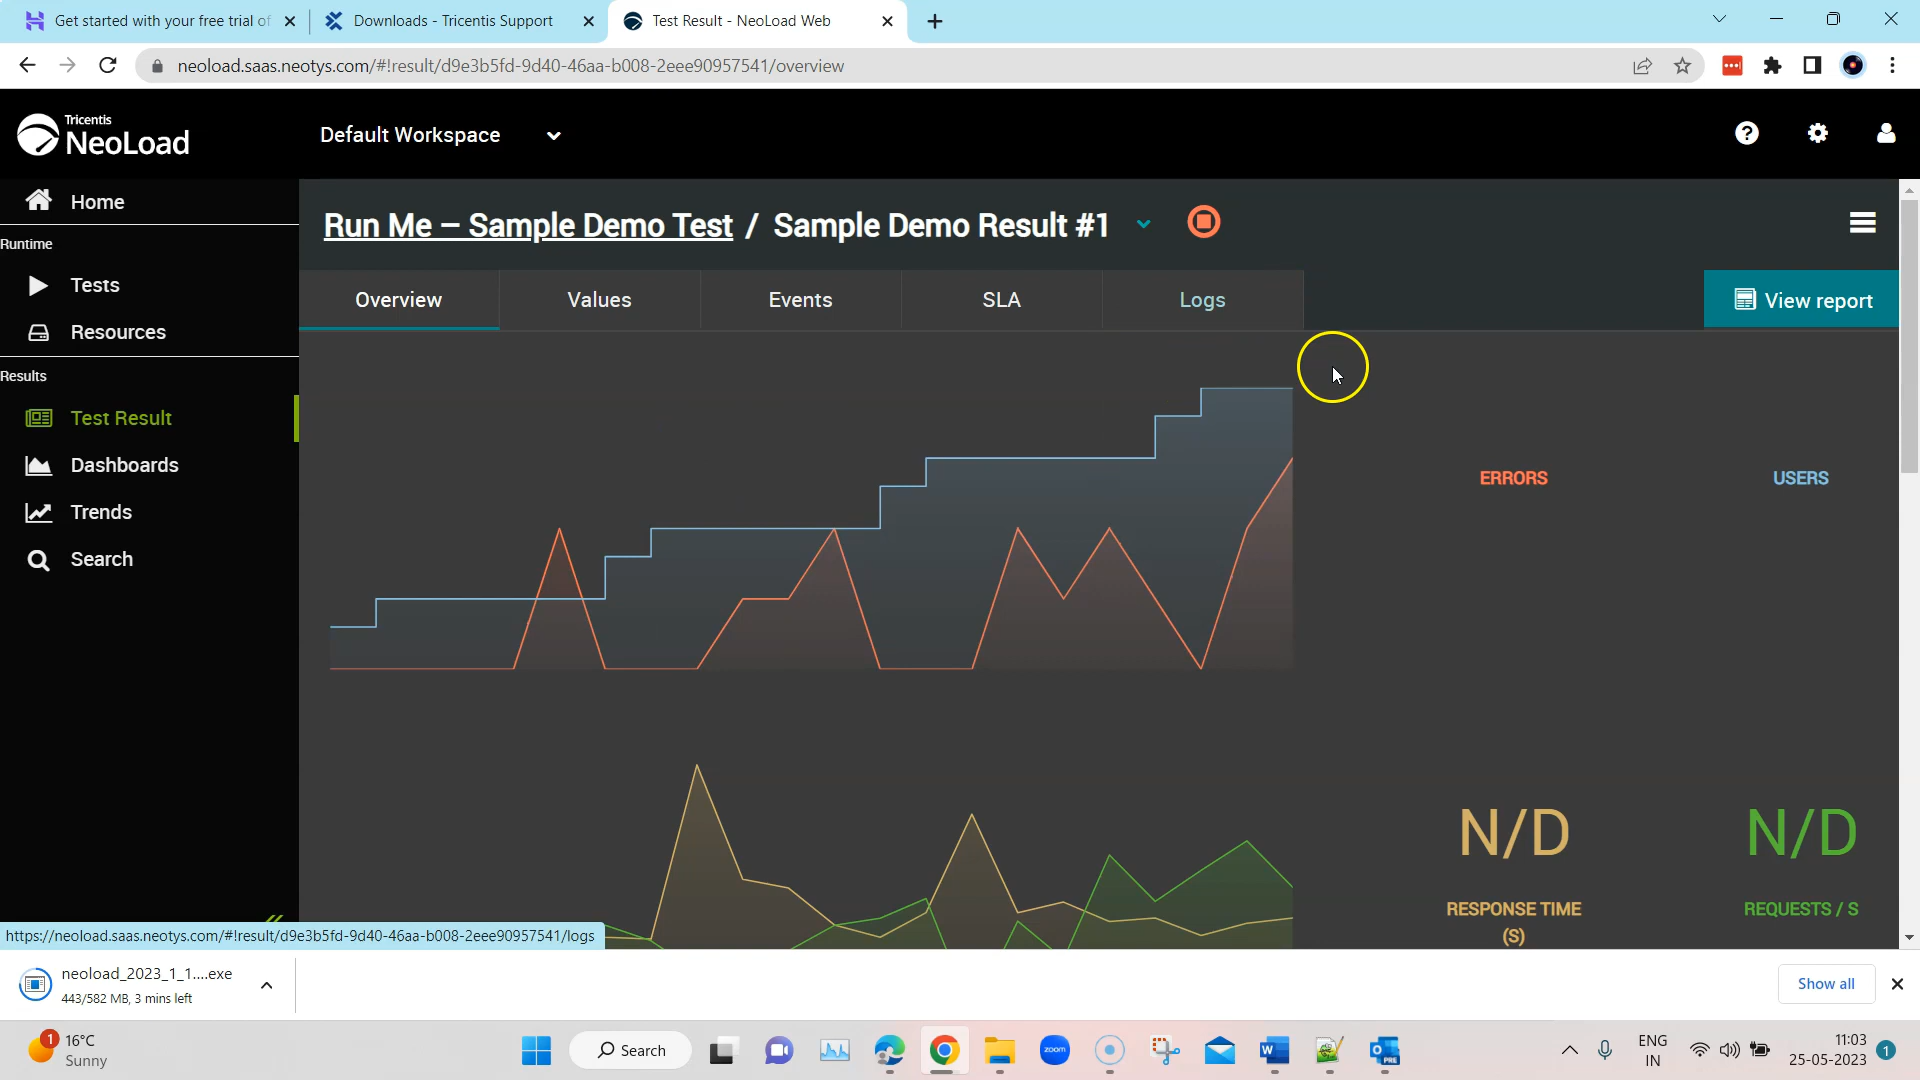 Get started with your free trial of
Downloads - Tricentis Support
Test Result - NeoLoad Web
neoload.saas.neotys.com/#!result/d9e3b5fd-9d40-46aa-b008-2eee90957541/overview
Tricentis
NeoLoad
Default Workspace
Home
Runtime
Tests
Resources
Results
Test Result
Dashboards
Trends
Search
Run Me – Sample Demo Test / Sample Demo Result #1
Overview
Values
Events
SLA
Logs
View report
ERRORS
USERS
N/D
N/D
RESPONSE TIME
(S)
REQUESTS / S
https://neoload.saas.neotys.com/#!result/d9e3b5fd-9d40-46aa-b008-2eee90957541/logs
neoload_2023_1_1....exe
443/582 MB, 3 mins left
Show all
1
16°C
Sunny
Search
zoom
W
PRE
ENG
IN
11:03
25-05-2023
1